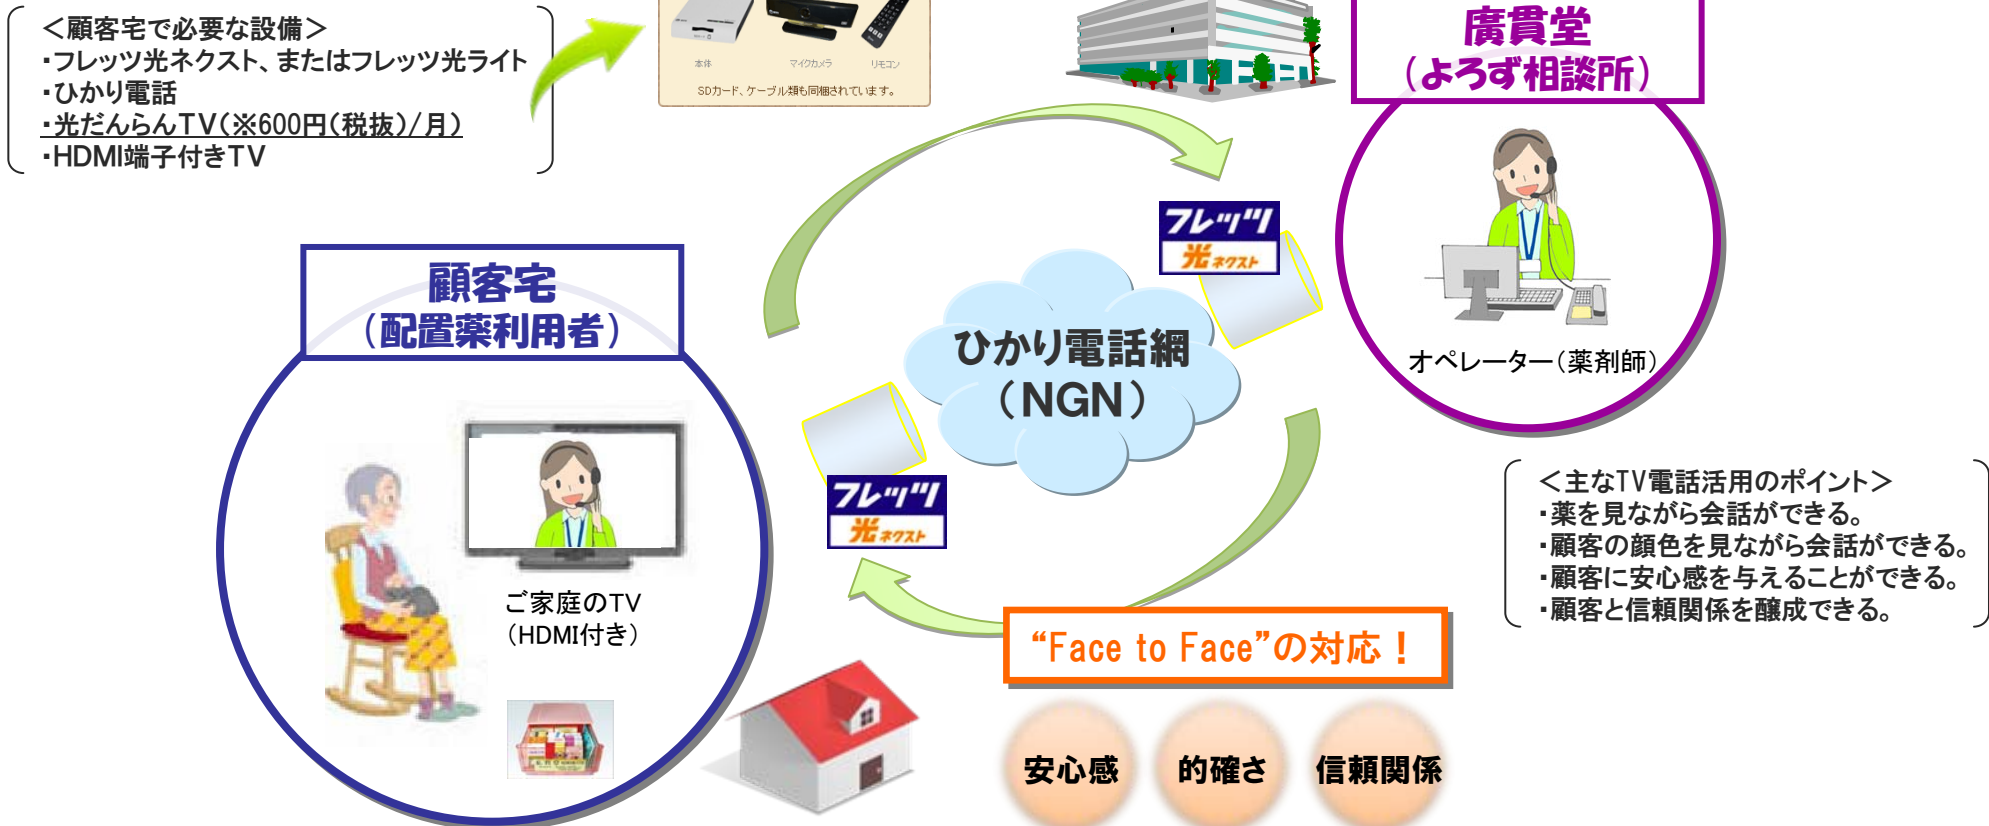 ＜顧客宅で必要な設備＞
・フレッツ光ネクスト、またはフレッツ光ライト
・ひかり電話
・光だんらんTV（※600円（税抜）/月）
・HDMI端子付きTV
本体
マイクカメラ
リモコン
SDカード、ケーブル類も同梱されています。
廣貫堂
（よろず相談所）
オペレーター（薬剤師）
フレッツ
光ネクスト
ひかり電話網
（NGN）
顧客宅
（配置薬利用者）
フレッツ
光ネクスト
ご家庭のTV
（HDMI付き）
＜主なTV電話活用のポイント＞
・薬を見ながら会話ができる。
・顧客の顔色を見ながら会話ができる。
・顧客に安心感を与えることができる。
・顧客と信頼関係を醸成できる。
“Face to Face”の対応！
安心感
的確さ
信頼関係